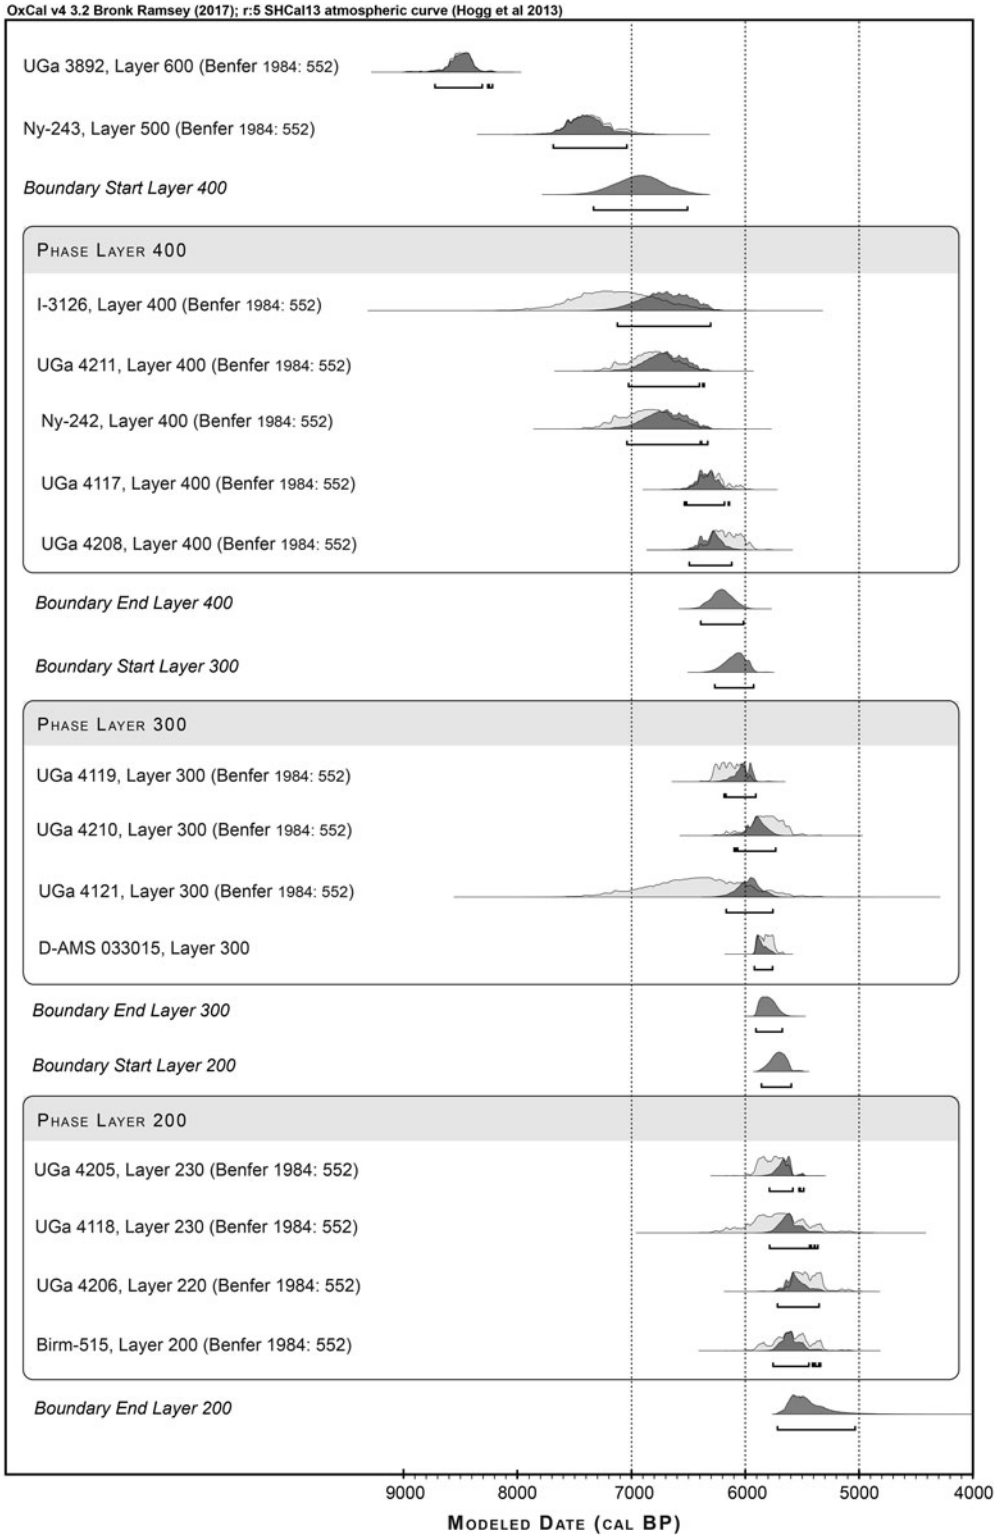 OxCal v4 3.2 Bronk Ramsey (2017); r:5 SHCal13 atmospheric curve (Hogg et al 2013)
UGa 3892, Layer 600 (Benfer 1984: 552)
Ny-243, Layer 500 (Benfer 1984: 552)
Boundary Start Layer 400
PHASE LAYER 400
I-3126, Layer 400 (Benfer 1984: 552)
UGa 4211, Layer 400 (Benfer 1984: 552)
Ny-242, Layer 400 (Benfer 1984: 552)
UGa 4117, Layer 400 (Benfer 1984: 552)
UGa 4208, Layer 400 (Benfer 1984: 552)
Boundary End Layer 400
Boundary Start Layer 300
PHASE LAYER 300
UGa 4119, Layer 300 (Benfer 1984: 552)
UGa 4210, Layer 300 (Benfer 1984: 552)
UGa 4121, Layer 300 (Benfer 1984: 552)
D-AMS 033015, Layer 300
Boundary End Layer 300
Boundary Start Layer 200
PHASE LAYER 200
UGa 4205, Layer 230 (Benfer 1984: 552)
UGa 4118, Layer 230 (Benfer 1984: 552)
UGa 4206, Layer 220 (Benfer 1984: 552)
Birm-515, Layer 200 (Benfer 1984: 552)
Boundary End Layer 200
9000 8000 7000 6000 5000 4000
MODELED DATE (CAL BP)